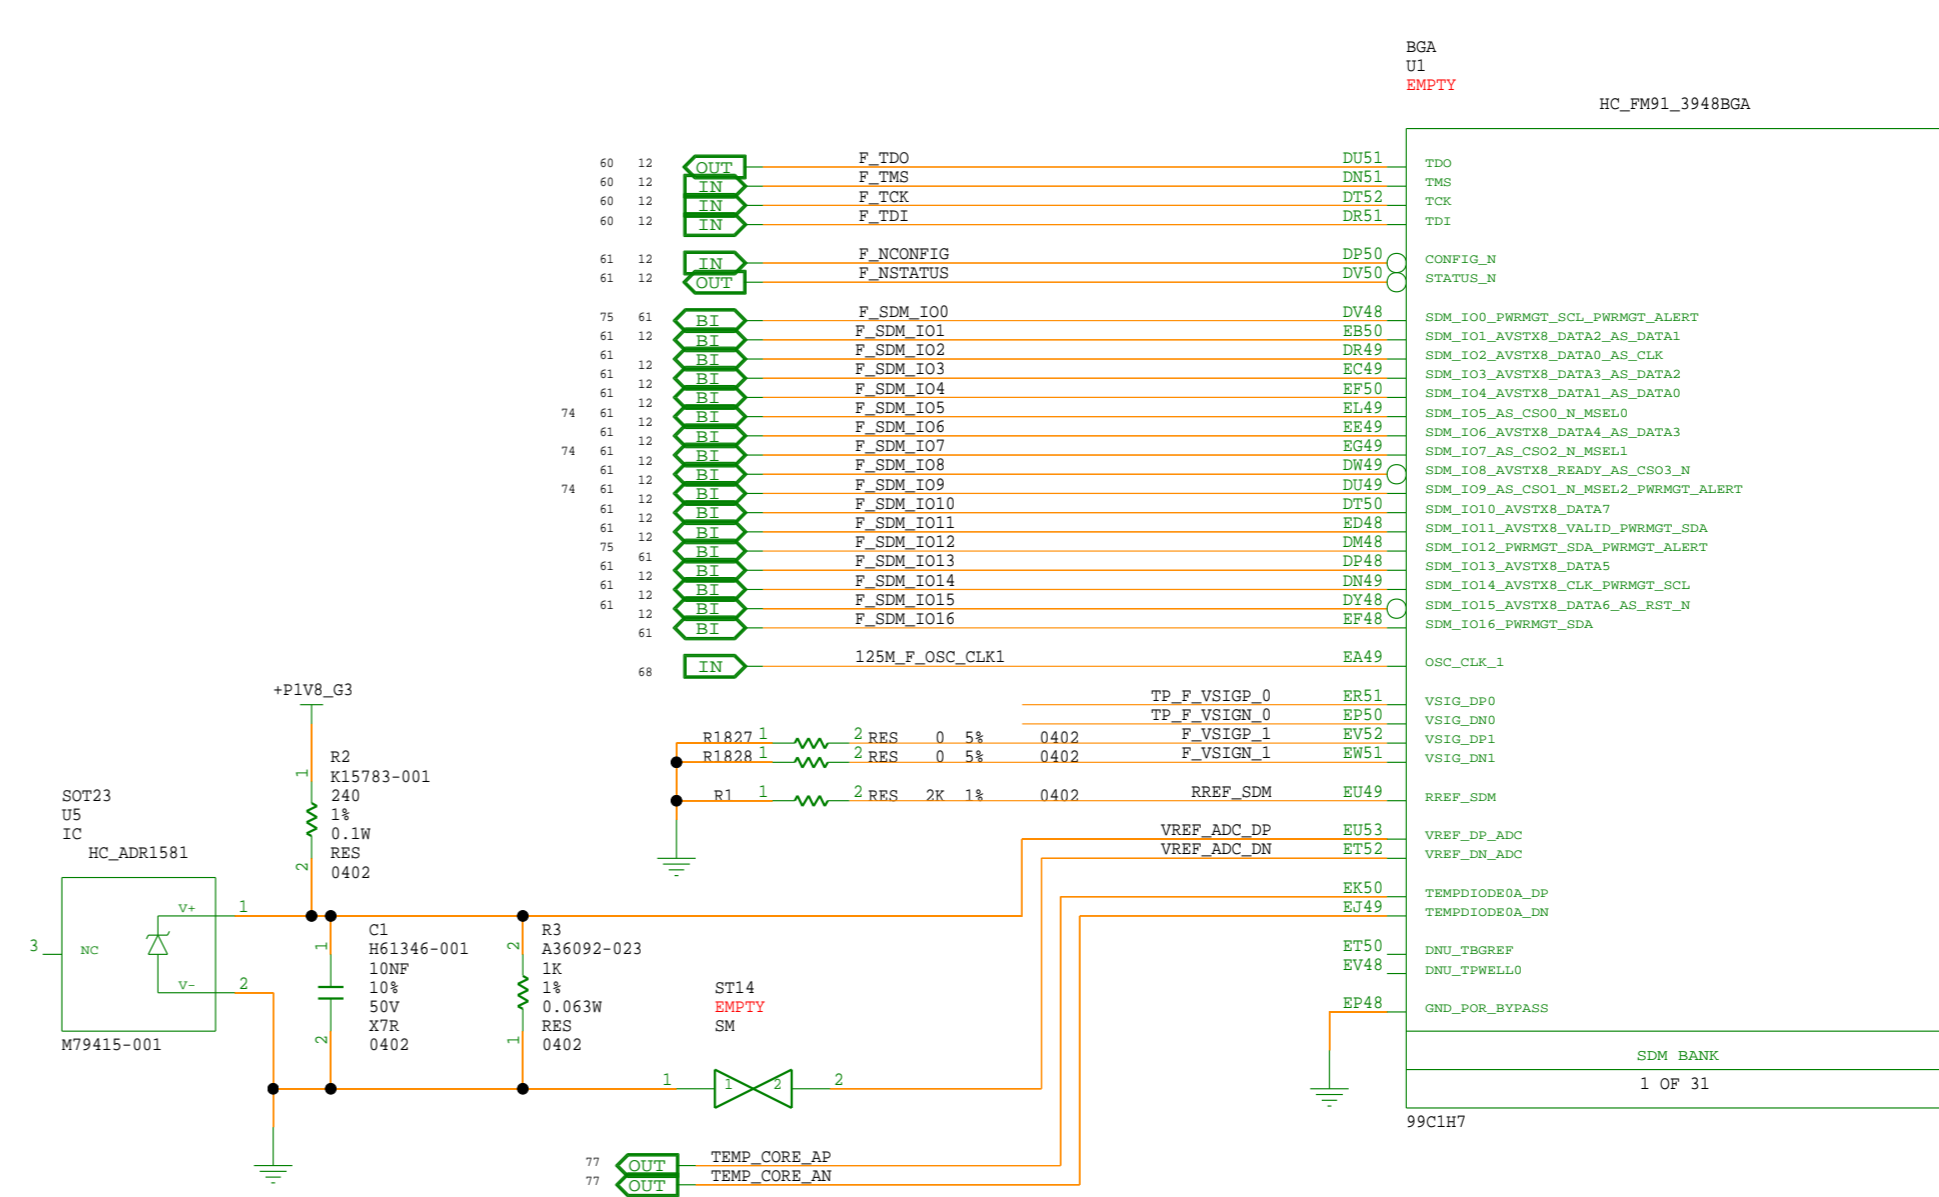 BGA
U1
EMPTY
HC_FM91_3948BGA
60 12 OUT F_TDO DU51 TDO
60 12 IN F_TMS DN51 TMS
60 12 IN F_TCK DT52 TCK
60 12 IN F_TDI DR51 TDI
61 12 IN F_NCONFIG DP50 CONFIG_N
61 12 OUT F_NSTATUS DV50 STATUS_N
75 61 BI F_SDM_IO0 DV48 SDM_IO0_PWRMGT_SCL_PWRMGT_ALERT
61 12 BI F_SDM_IO1 EB50 SDM_IO1_AVSTX8_DATA2_AS_DATA1
61 12 BI F_SDM_IO2 DR49 SDM_IO2_AVSTX8_DATA0_AS_CLK
61 12 BI F_SDM_IO3 EC49 SDM_IO3_AVSTX8_DATA3_AS_DATA2
61 12 BI F_SDM_IO4 EF50 SDM_IO4_AVSTX8_DATA1_AS_DATA0
74 61 12 BI F_SDM_IO5 EL49 SDM_IO5_AS_CSO0_N_MSEL0
61 12 BI F_SDM_IO6 EE49 SDM_IO6_AVSTX8_DATA4_AS_DATA3
74 61 12 BI F_SDM_IO7 EG49 SDM_IO7_AS_CSO2_N_MSEL1
61 12 BI F_SDM_IO8 DW49 SDM_IO8_AVSTX8_READY_AS_CSO3_N
74 61 12 BI F_SDM_IO9 DU49 SDM_IO9_AS_CSO1_N_MSEL2_PWRMGT_ALERT
61 12 BI F_SDM_IO10 DT50 SDM_IO10_AVSTX8_DATA7
61 12 BI F_SDM_IO11 ED48 SDM_IO11_AVSTX8_VALID_PWRMGT_SDA
75 61 BI F_SDM_IO12 DM48 SDM_IO12_PWRMGT_SDA_PWRMGT_ALERT
61 12 BI F_SDM_IO13 DP48 SDM_IO13_AVSTX8_DATA5
61 12 BI F_SDM_IO14 DN49 SDM_IO14_AVSTX8_CLK_PWRMGT_SCL
61 12 BI F_SDM_IO15 DY48 SDM_IO15_AVSTX8_DATA6_AS_RST_N
61 BI F_SDM_IO16 EF48 SDM_IO16_PWRMGT_SDA
68 IN 125M_F_OSC_CLK1 EA49 OSC_CLK_1
TP_F_VSIGP_0 ER51 VSIG_DP0
TP_F_VSIGN_0 EP50 VSIG_DN0
R1827 1 2 RES 0 5% 0402 F_VSIGP_1 EV52 VSIG_DP1
R1828 1 2 RES 0 5% 0402 F_VSIGN_1 EW51 VSIG_DN1
R1 1 2 RES 2K 1% 0402 RREF_SDM EU49 RREF_SDM
VREF_ADC_DP EU53 VREF_DP_ADC
VREF_ADC_DN ET52 VREF_DN_ADC
EK50 TEMPDIODE0A_DP
EJ49 TEMPDIODE0A_DN
ET50 DNU_TBGREF
EV48 DNU_TPWELL0
EP48 GND_POR_BYPASS
SDM BANK
1 OF 31
99C1H7
+P1V8_G3
1
R2
K15783-001
240
1%
0.1W
RES
0402
2
SOT23
U5
IC
HC_ADR1581
V+ 1
3 NC
V- 2
M79415-001
1
C1
H61346-001
10NF
10%
50V
X7R
0402
2
2
R3
A36092-023
1K
1%
0.063W
RES
0402
1
ST14
EMPTY
SM
1 1 2 2
77 OUT TEMP_CORE_AP
77 OUT TEMP_CORE_AN